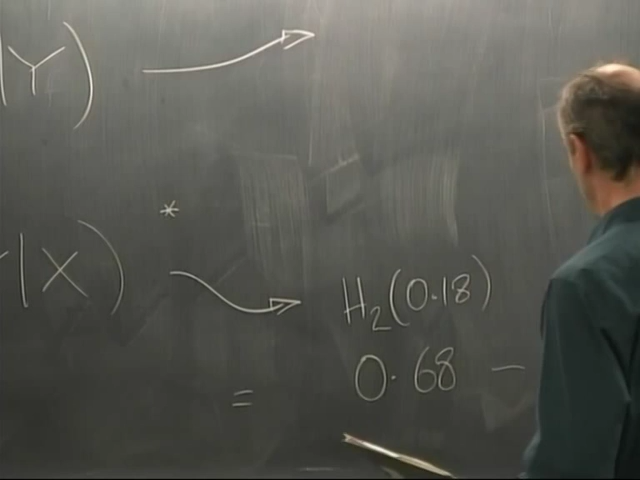 |Y)
*
|X)
H₂(0.18)
= 0.68 –